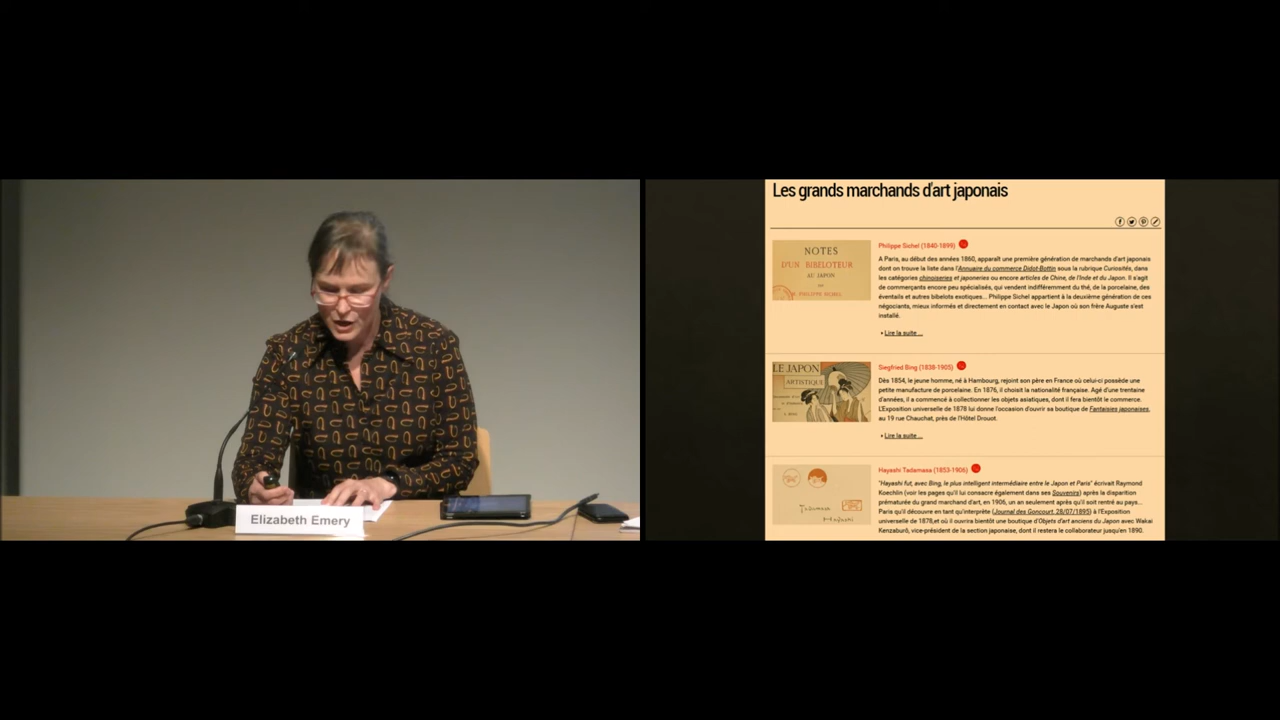 Elizabeth Emery
Les grands marchands d'art japonais
NOTES
D'UN BIBELOTEUR
AU JAPON
PHILIPPE SICHEL
Philippe Sichel (1840-1899)
A Paris, au début des années 1860, apparaît une première génération de marchands d'art japonais
dont on trouve la liste dans l'Annuaire du commerce Didot-Bottin sous la rubrique Curiosités, dans
les catégories chinoiseries et japoneries ou encore articles de Chine, de l'Inde et du Japon. Il s'agit
de commerçants encore peu spécialisés, qui vendent indifféremment du thé, de la porcelaine, des
éventails et autres bibelots exotiques... Philippe Sichel appartient à la deuxième génération de ces
négociants, mieux informés et directement en contact avec le Japon où son frère Auguste s'est
installé.
Lire la suite ...
LE JAPON
ARTISTIQUE
Siegfried Bing (1838-1905)
Dès 1854, le jeune homme, né à Hambourg, rejoint son père en France où celui-ci possède une
petite manufacture de porcelaine. En 1876, il choisit la nationalité française. Agé d'une trentaine
d'années, il a commencé à collectionner les objets asiatiques, dont il fera bientôt le commerce.
L'Exposition universelle de 1878 lui donne l'occasion d'ouvrir sa boutique de Fantaisies japonaises,
au 19 rue Chauchat, près de l'Hôtel Drouot.
Lire la suite ...
Tadamasa
Hayashi
Hayashi Tadamasa (1853-1906)
"Hayashi fut, avec Bing, le plus intelligent intermédiaire entre le Japon et Paris" écrivait Raymond
Koechlin (voir les pages qu'il lui consacre également dans ses Souvenirs) après la disparition
prématurée du grand marchand d'art, en 1906, un an seulement après qu'il soit rentré au pays...
Paris qu'il découvre en tant qu'interprète (Journal des Goncourt, 28/07/1895) à l'Exposition
universelle de 1878,et où il ouvrira bientôt une boutique d'Objets d'art anciens du Japon avec Wakai
Kenzaburô, vice-président de la section japonaise, dont il restera le collaborateur jusqu'en 1890.